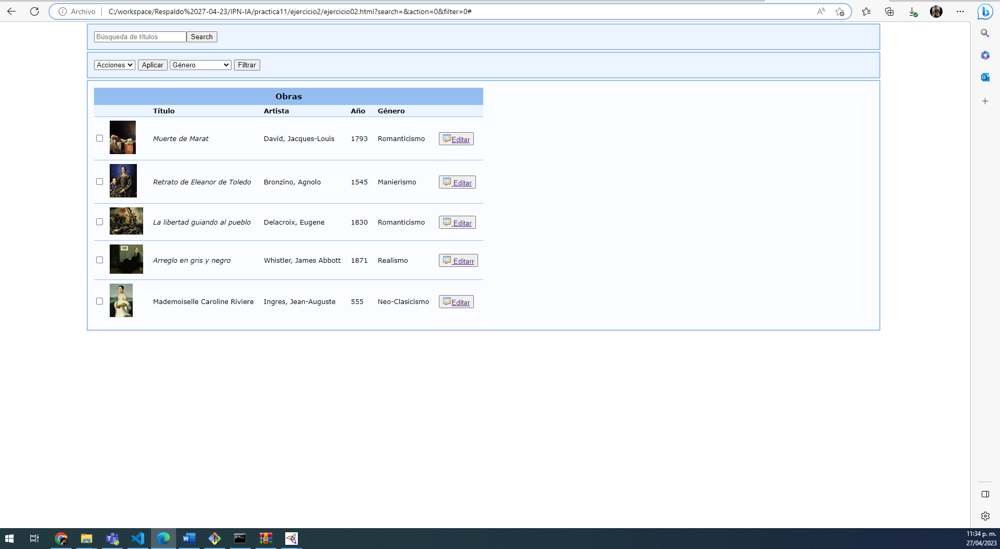 Archivo C:/workspace/Respaldo%2027-04-23/IPN-IA/practica11/ejercicio2/ejercicio02.html?search=&action=0&filter=0#
Búsqueda de títulos Search
Acciones Aplicar Género Filtrar
Obras
Título Artista Año Género
Muerte de Marat David, Jacques-Louis 1793 Romanticismo Editar
Retrato de Eleanor de Toledo Bronzino, Agnolo 1545 Manierismo Editar
La libertad guiando al pueblo Delacroix, Eugene 1830 Romanticismo Editar
Arreglo en gris y negro Whistler, James Abbott 1871 Realismo Editarr
Mademoiselle Caroline Riviere Ingres, Jean-Auguste 555 Neo-Clasicismo Editar
11:34 p. m.
27/04/2023